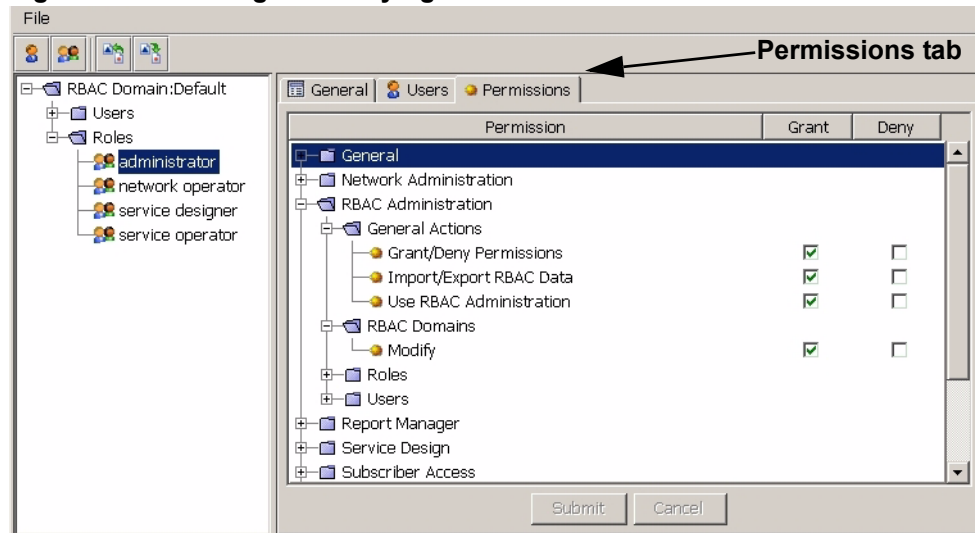 File
Permissions tab
RBAC Domain:Default
Users
Roles
administrator
network operator
service designer
service operator
General Users Permissions
Permission Grant Deny
General
Network Administration
RBAC Administration
General Actions
Grant/Deny Permissions
Import/Export RBAC Data
Use RBAC Administration
RBAC Domains
Modify
Roles
Users
Report Manager
Service Design
Subscriber Access
Submit Cancel